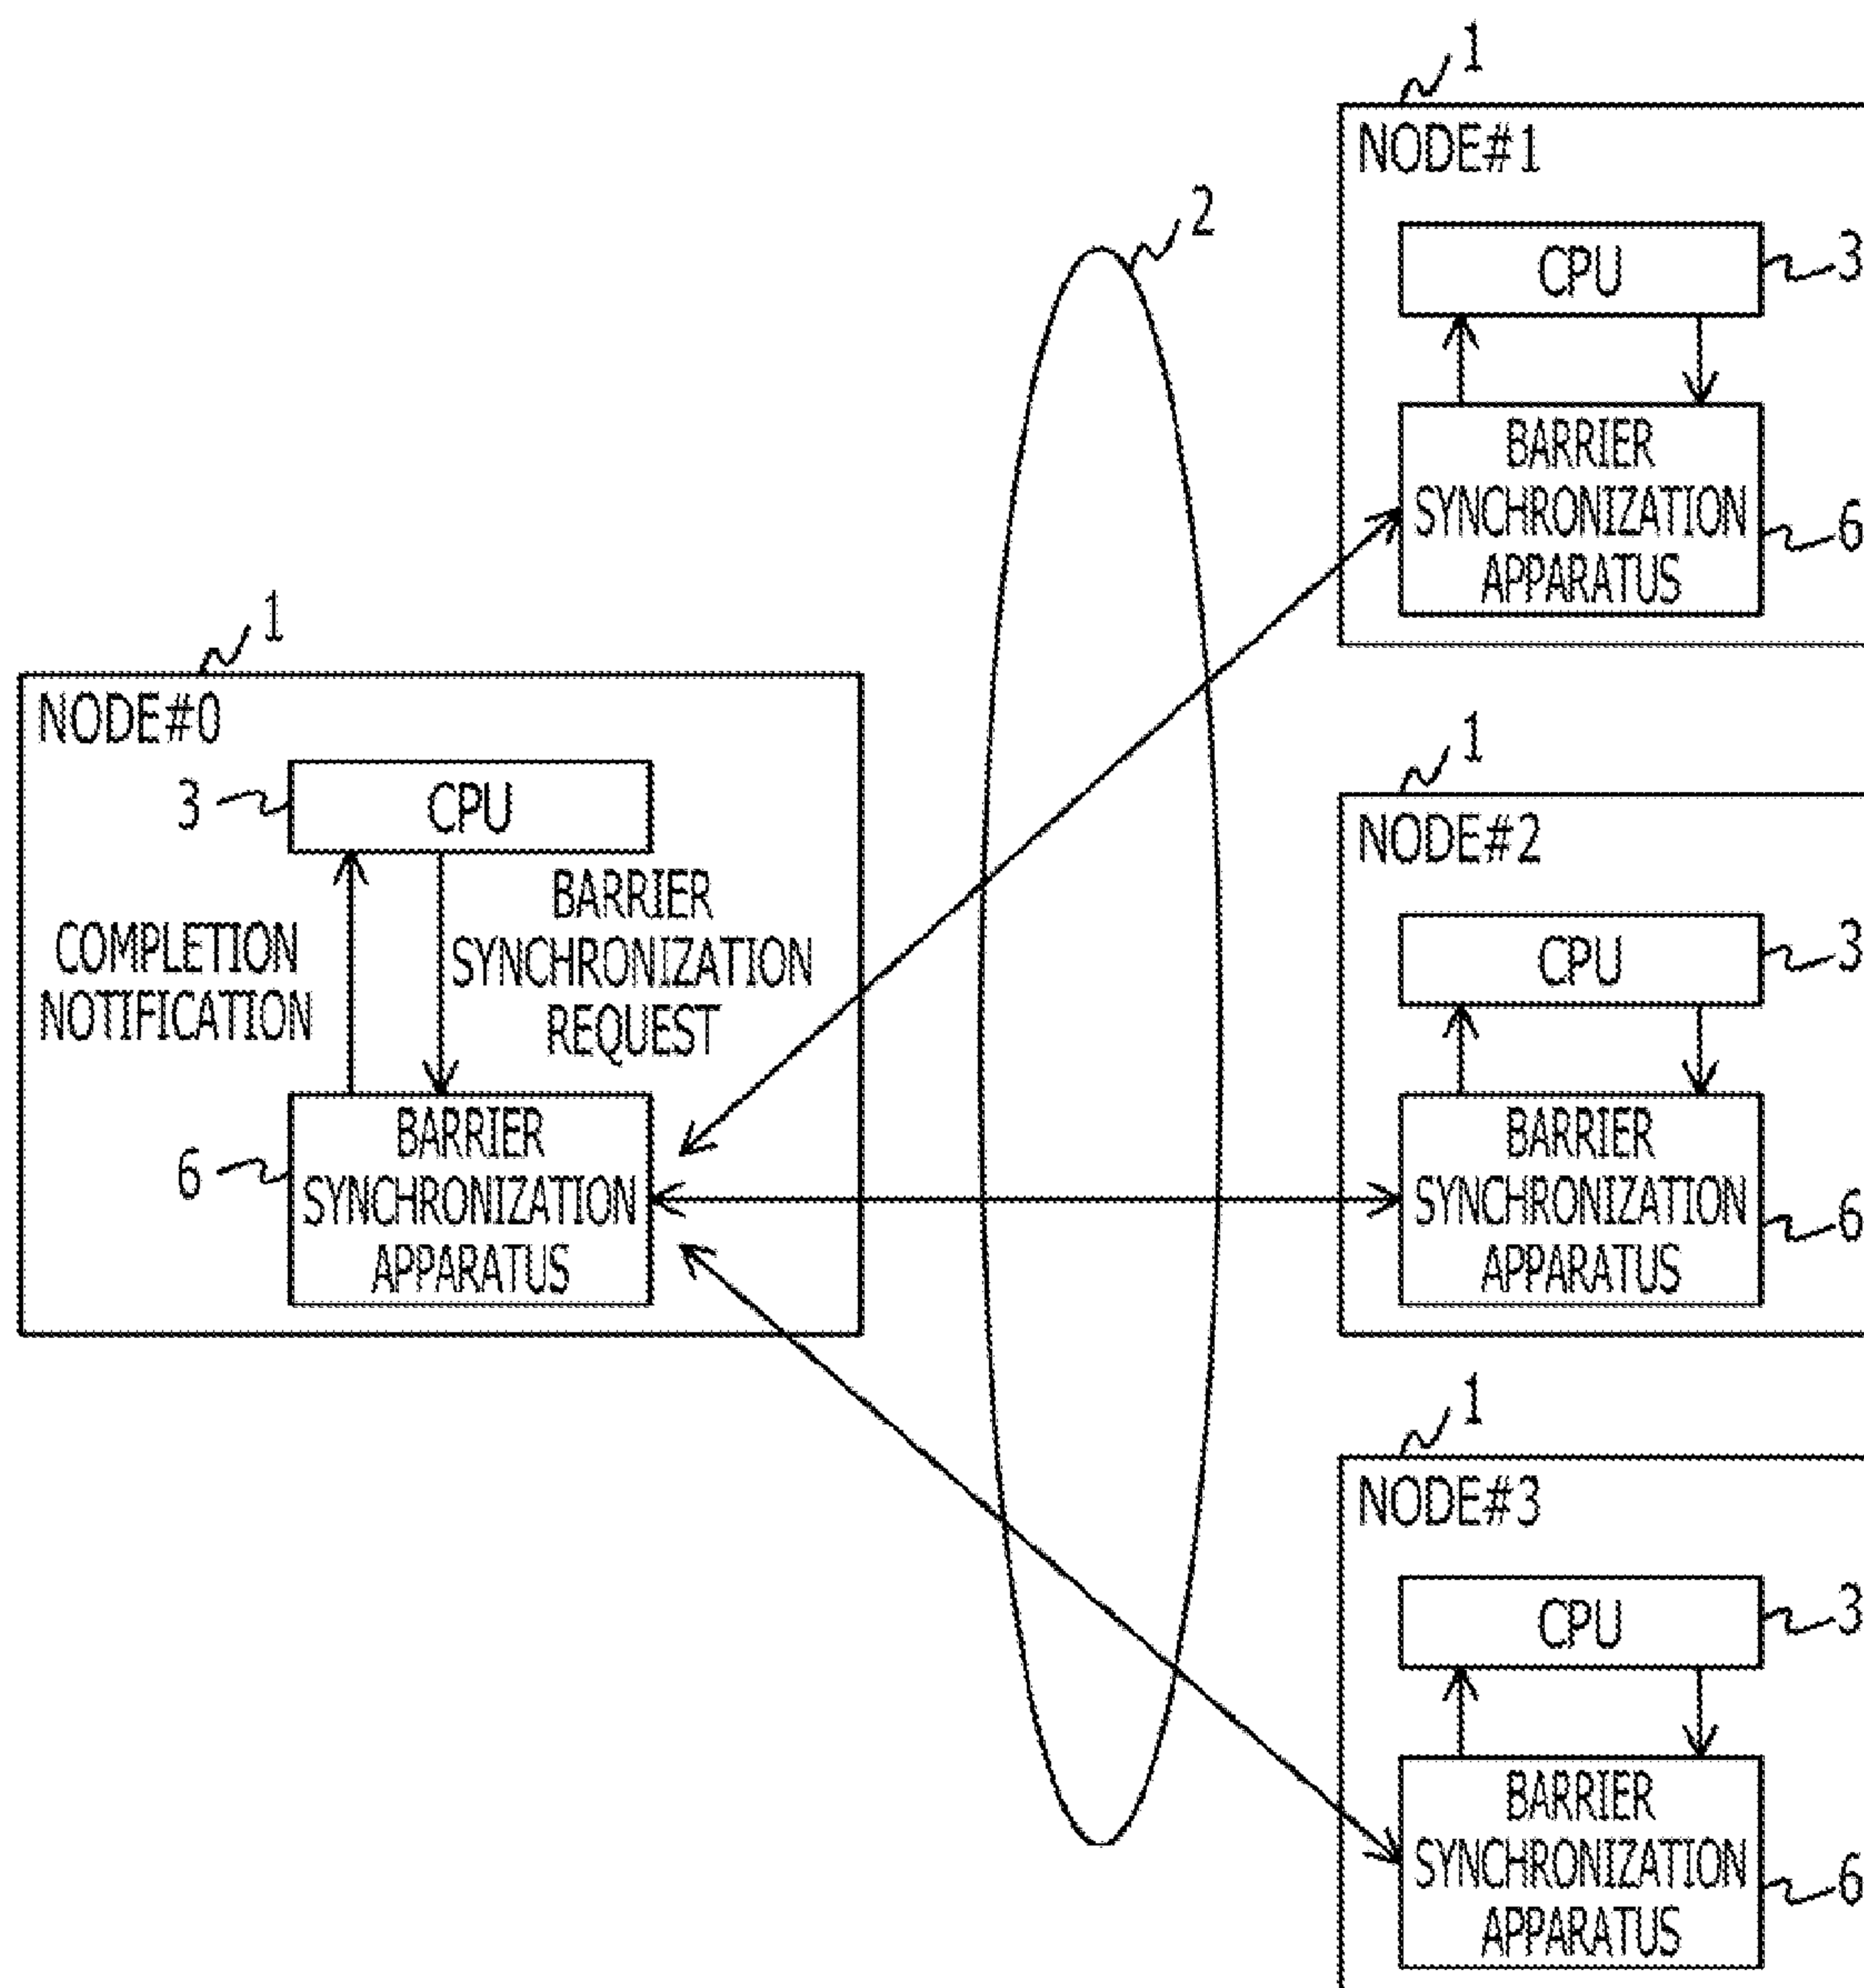 1
NODE#1
2
CPU
3
BARRIER
SYNCHRONIZATION
APPARATUS
6
1
NODE#0
3
CPU
COMPLETION
NOTIFICATION
BARRIER
SYNCHRONIZATION
REQUEST
6
BARRIER
SYNCHRONIZATION
APPARATUS
1
NODE#2
CPU
3
BARRIER
SYNCHRONIZATION
APPARATUS
6
1
NODE#3
CPU
3
BARRIER
SYNCHRONIZATION
APPARATUS
6